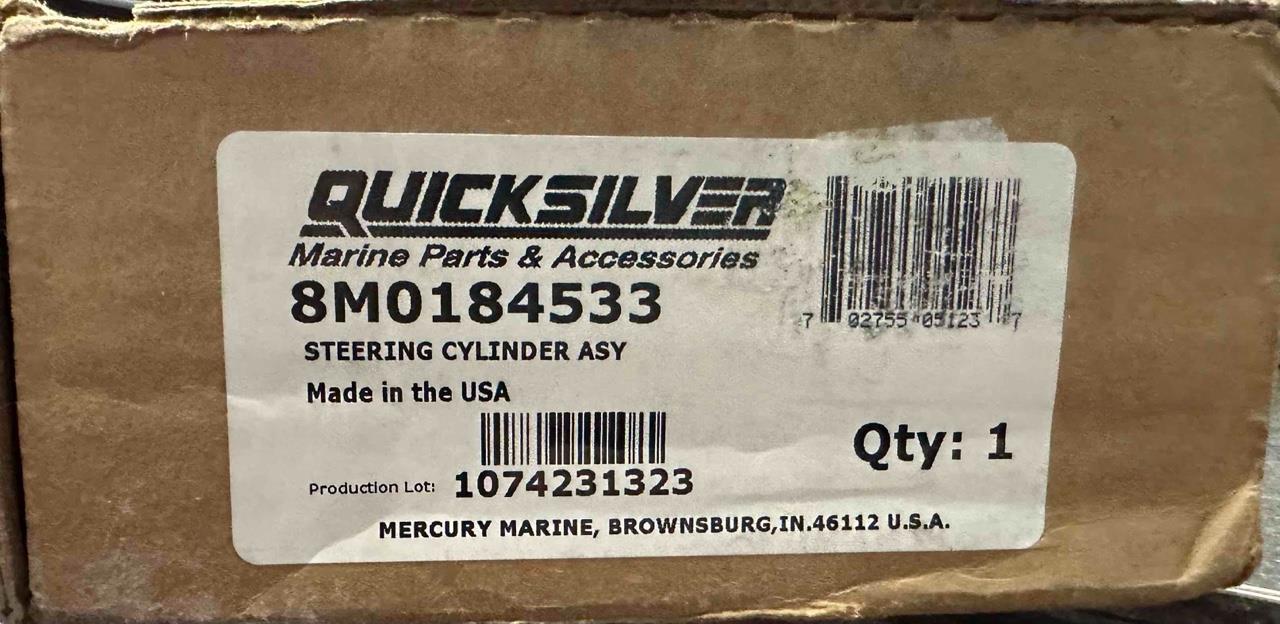 QUICKSILVER
Marine Parts & Accessories
8M0184533
STEERING CYLINDER ASY
Made in the USA
7 02755 05123 7
Qty: 1
Production Lot: 1074231323
MERCURY MARINE, BROWNSBURG,IN.46112 U.S.A.